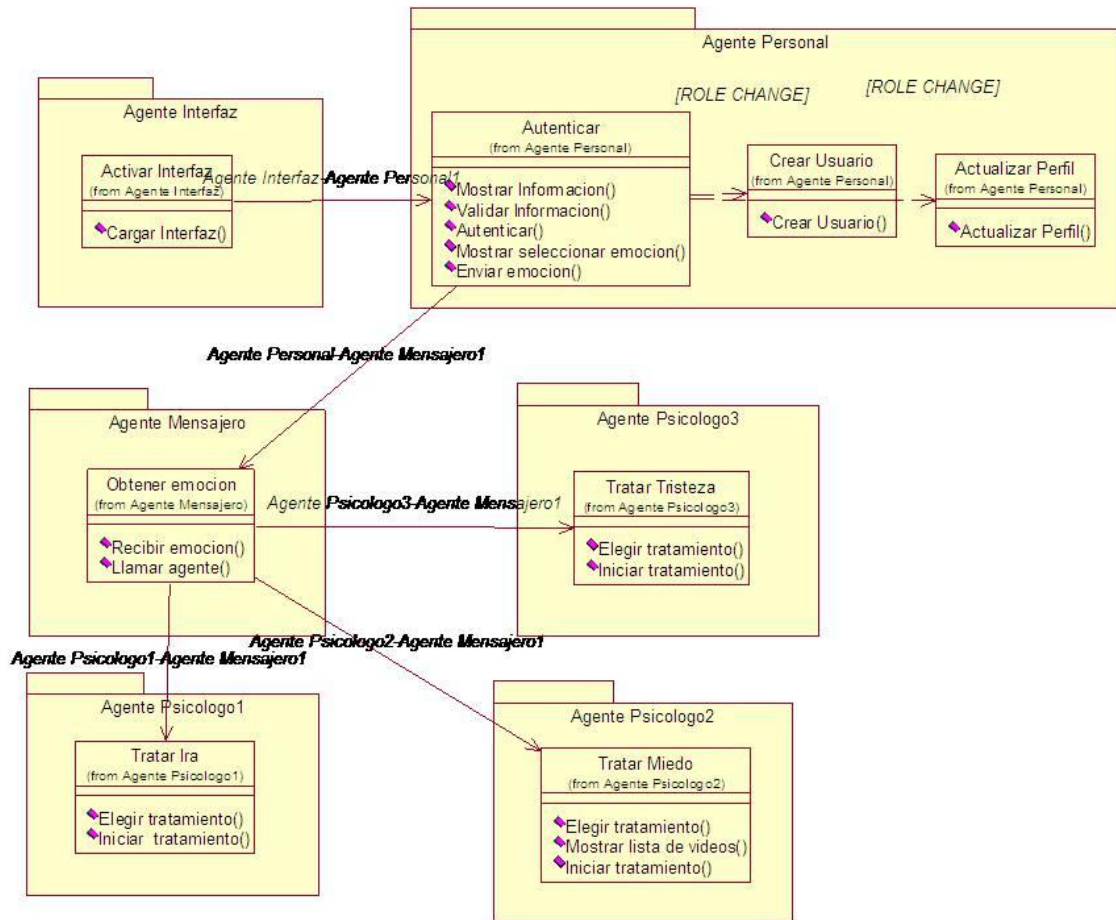 Agente Personal
[ROLE CHANGE]
[ROLE CHANGE]
Agente Interfaz
Activar Interfaz
(from Agente Interfaz)
Cargar Interfaz()
Agente Interfaz-Agente Personal1
Autenticar
(from Agente Personal)
Mostrar Informacion()
Validar Informacion()
Autenticar()
Mostrar seleccionar emocion()
Enviar emocion()
Crear Usuario
(from Agente Personal)
Crear Usuario()
Actualizar Perfil
(from Agente Personal)
Actualizar Perfil()
Agente Personal-Agente Mensajero1
Agente Mensajero
Obtener emocion
(from Agente Mensajero)
Recibir emocion()
Llamar agente()
Agente Psicologo3-Agente Mensajero1
Agente Psicologo3
Tratar Tristeza
(from Agente Psicologo3)
Elegir tratamiento()
Iniciar tratamiento()
Agente Psicologo2-Agente Mensajero1
Agente Psicologo1-Agente Mensajero1
Agente Psicologo1
Tratar Ira
(from Agente Psicologo1)
Elegir tratamiento()
Iniciar tratamiento()
Agente Psicologo2
Tratar Miedo
(from Agente Psicologo2)
Elegir tratamiento()
Mostrar lista de videos()
Iniciar tratamiento()